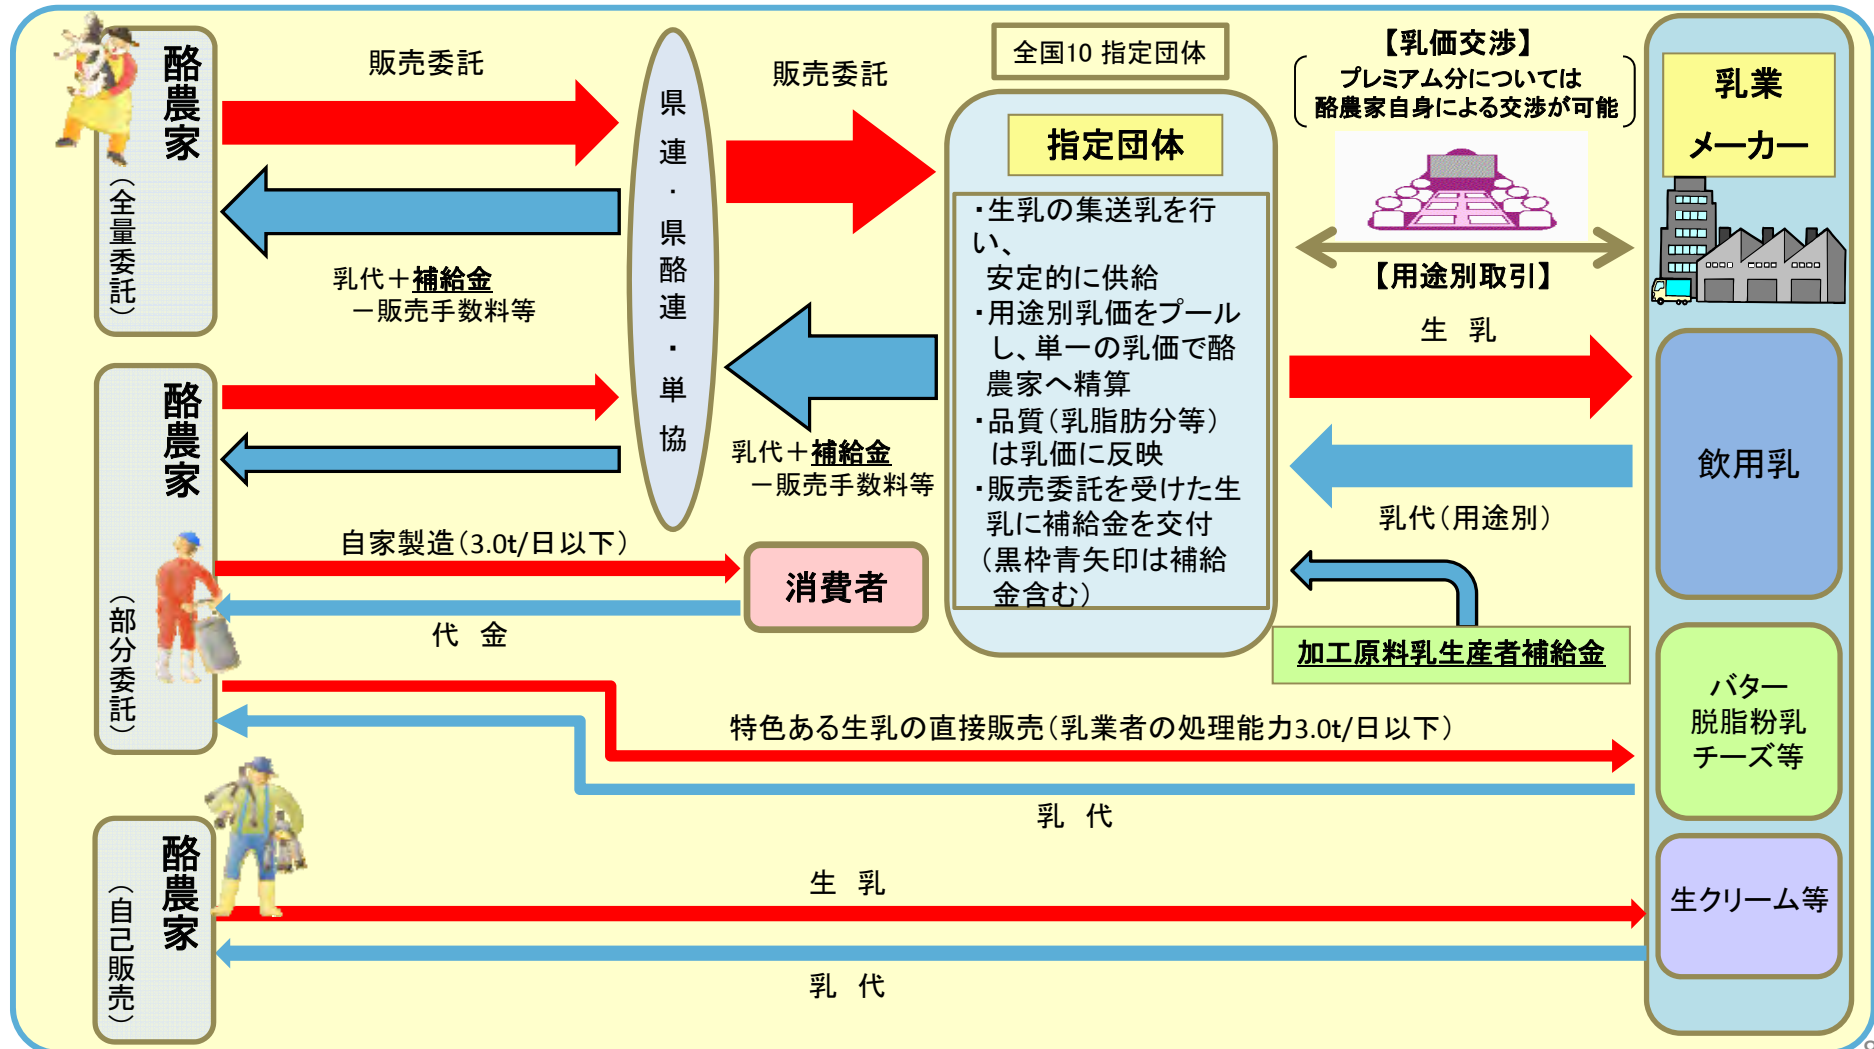 酪農家
（全量委託）
販売委託
乳代＋補給金
－販売手数料等
県連・県酪連・単協
販売委託
乳代＋補給金
－販売手数料等
全国10 指定団体
指定団体
・生乳の集送乳を行
い、
安定的に供給
・用途別乳価をプール
し、単一の乳価で酪
農家へ精算
・品質（乳脂肪分等）
は乳価に反映
・販売委託を受けた生
乳に補給金を交付
（黒枠青矢印は補給
金含む）
【乳価交渉】
プレミアム分については
酪農家自身による交渉が可能
【用途別取引】
生 乳
乳代（用途別）
加工原料乳生産者補給金
乳業
メーカー
飲用乳
バター
脱脂粉乳
チーズ等
生クリーム等
酪農家
（部分委託）
自家製造（3.0t/日以下）
代 金
消費者
特色ある生乳の直接販売（乳業者の処理能力3.0t/日以下）
乳 代
酪農家
（自己販売）
生 乳
乳 代